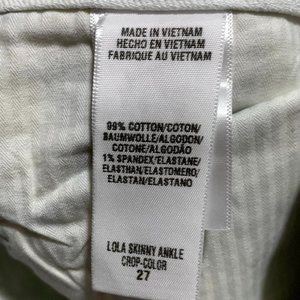 MADE IN VIETNAM
HECHO EN VIETNAM
FABRIQUE AU VIETNAM
99% COTTON/COTON/
BAUMWOLLE/ALGODON/
COTONE/ALGODÃO
1% SPANDEX/ELASTANE/
ELASTHAN/ELASTOMERO/
ELASTAN/ELASTANO
LOLA SKINNY ANKLE
CROP-COLOR
27